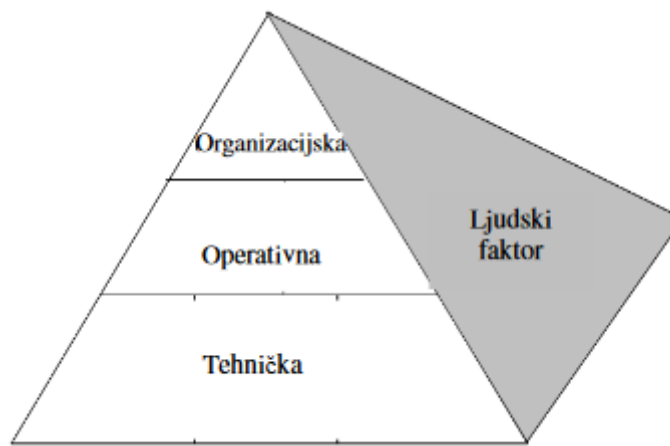 Organizacijska
Operativna
Ljudski
faktor
Tehnička